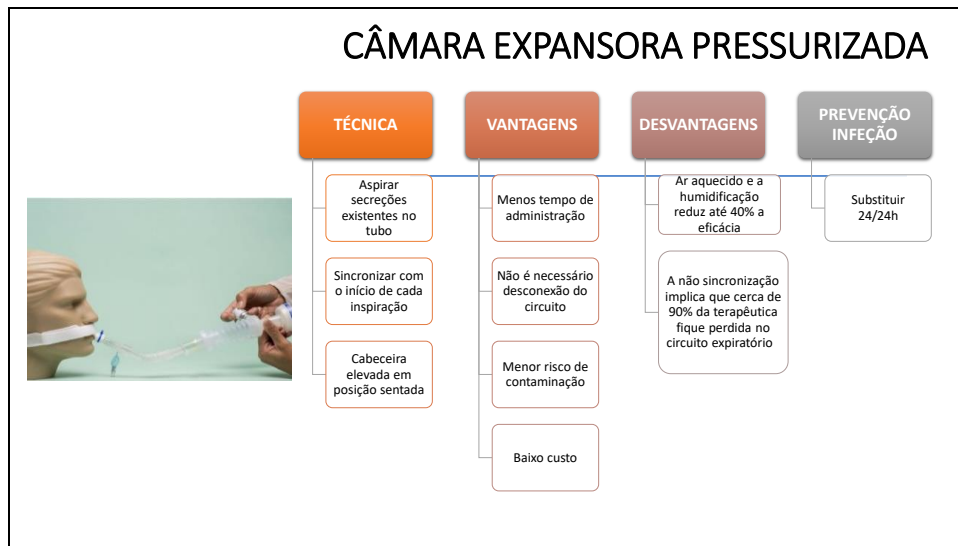 CÂMARA EXPANSORA PRESSURIZADA
TÉCNICA
Aspirar
secreções
existentes no
tubo
Sincronizar com
o início de cada
inspiração
Cabeceira
elevada em
posição sentada
VANTAGENS
Menos tempo de
administração
Não é necessário
desconexão do
circuito
Menor risco de
contaminação
Baixo custo
DESVANTAGENS
Ar aquecido e a
humidificação
reduz até 40% a
eficácia
A não sincronização
implica que cerca de
90% da terapêutica
fique perdida no
circuito expiratório
PREVENÇÃO
INFEÇÃO
Substituir
24/24h